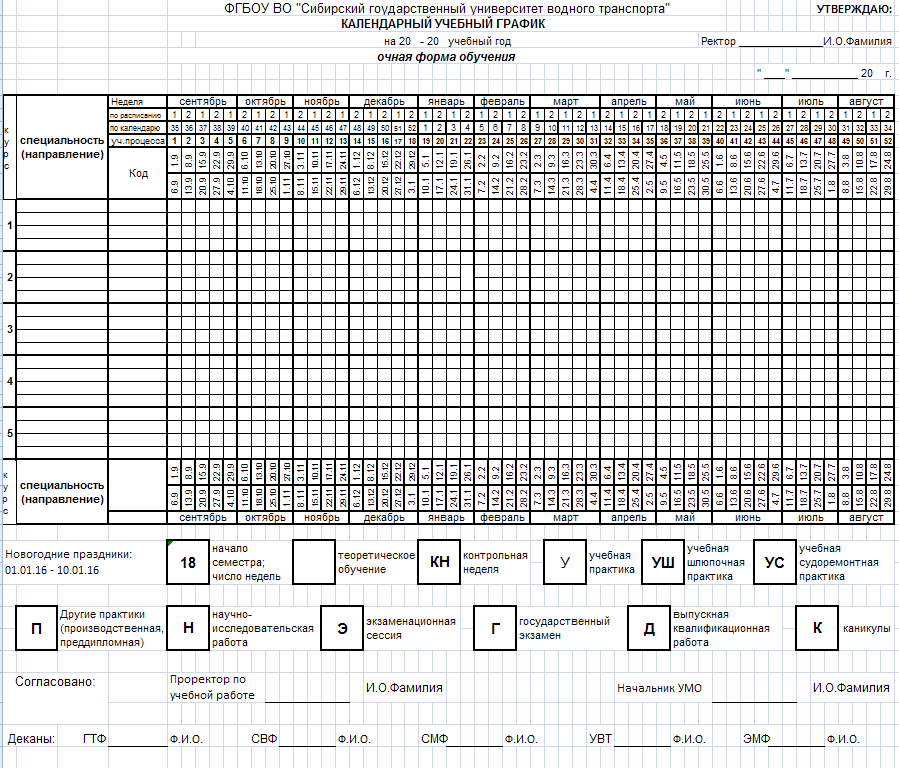 ФГБОУ ВО "Сибирский гоударственный университет водного транспорта"
УТВЕРЖДАЮ:
КАЛЕНДАРНЫЙ УЧЕБНЫЙ ГРАФИК
на 20 - 20 учебный год
Ректор ______________И.О.Фамилия
очная форма обучения
" ___" ___________ 20 г.
Неделя сентябрь октябрь ноябрь декабрь январь февраль март апрель май июнь июль август
по расписанию 1 2 1 2 1 2 1 2 1 2 1 2 1 2 1 2 1 2 1 2 1 2 1 2 1 2 1 2 1 2 1 2 1 2 1 2 1 2 1 2 1 2 1 2 1 2 1 2 1 2 1 2
по календарю 35 36 37 38 39 40 41 42 43 44 45 46 47 48 49 50 51 52 1 2 3 4 5 6 7 8 9 10 11 12 13 14 15 16 17 18 19 20 21 22 23 24 25 26 27 28 29 30 31 32 33 34
уч.процесса 1 2 3 4 5 6 7 8 9 10 11 12 13 14 15 16 17 18 19 20 21 22 23 24 25 26 27 28 29 30 31 32 33 34 35 36 37 38 39 40 41 42 43 44 45 46 47 48 49 50 51 52
курс
специальность
(направление)
Код
1.9 8.9 15.9 22.9 29.9 6.10 13.10 20.10 27.10 3.11 10.11 17.11 24.11 1.12 8.12 15.12 22.12 29.12 5.1 12.1 19.1 26.1 2.2 9.2 16.2 23.2 2.3 9.3 16.3 23.3 30.3 6.4 13.4 20.4 27.4 4.5 11.5 18.5 25.5 1.6 8.6 15.6 22.6 29.6 6.7 13.7 20.7 27.7 3.8 10.8 17.8 24.8
6.9 13.9 20.9 27.9 4.10 11.10 18.10 25.10 1.11 8.11 15.11 22.11 29.11 6.12 13.12 20.12 27.12 3.1 10.1 17.1 24.1 31.1 7.2 14.2 21.2 28.2 7.3 14.3 21.3 28.3 4.4 11.4 18.4 25.4 2.5 9.5 16.5 23.5 30.5 6.6 13.6 20.6 27.6 4.7 11.7 18.7 25.7 1.8 8.8 15.8 22.8 29.8
1
2
3
4
5
курс
специальность
(направление)
1.9 8.9 15.9 22.9 29.9 6.10 13.10 20.10 27.10 3.11 10.11 17.11 24.11 1.12 8.12 15.12 22.12 29.12 5.1 12.1 19.1 26.1 2.2 9.2 16.2 23.2 2.3 9.3 16.3 23.3 30.3 6.4 13.4 20.4 27.4 4.5 11.5 18.5 25.5 1.6 8.6 15.6 22.6 29.6 6.7 13.7 20.7 27.7 3.8 10.8 17.8 24.8
6.9 13.9 20.9 27.9 4.10 11.10 18.10 25.10 1.11 8.11 15.11 22.11 29.11 6.12 13.12 20.12 27.12 3.1 10.1 17.1 24.1 31.1 7.2 14.2 21.2 28.2 7.3 14.3 21.3 28.3 4.4 11.4 18.4 25.4 2.5 9.5 16.5 23.5 30.5 6.6 13.6 20.6 27.6 4.7 11.7 18.7 25.7 1.8 8.8 15.8 22.8 29.8
сентябрь октябрь ноябрь декабрь январь февраль март апрель май июнь июль август
Новогодние праздники:
01.01.16 - 10.01.16
18
начало
семестра;
число недель
теоретическое
обучение
КН
контрольная
неделя
У
учебная
практика
УШ
учебная
шлюпочная
практика
УС
учебная
судоремонтная
практика
П
Другие практики
(производственная,
преддипломная)
Н
научно-
исследовательская
работа
Э
экзаменационная
сессия
Г
государственный
экзамен
Д
выпускная
квалификационная
работа
К
каникулы
Согласовано:
Проректор по
учебной работе ______________ И.О.Фамилия
Начальник УМО ______________ И.О.Фамилия
Деканы: ГТФ__________ Ф.И.О. СВФ__________ Ф.И.О. СМФ__________ Ф.И.О. УВТ__________ Ф.И.О. ЭМФ__________ Ф.И.О.